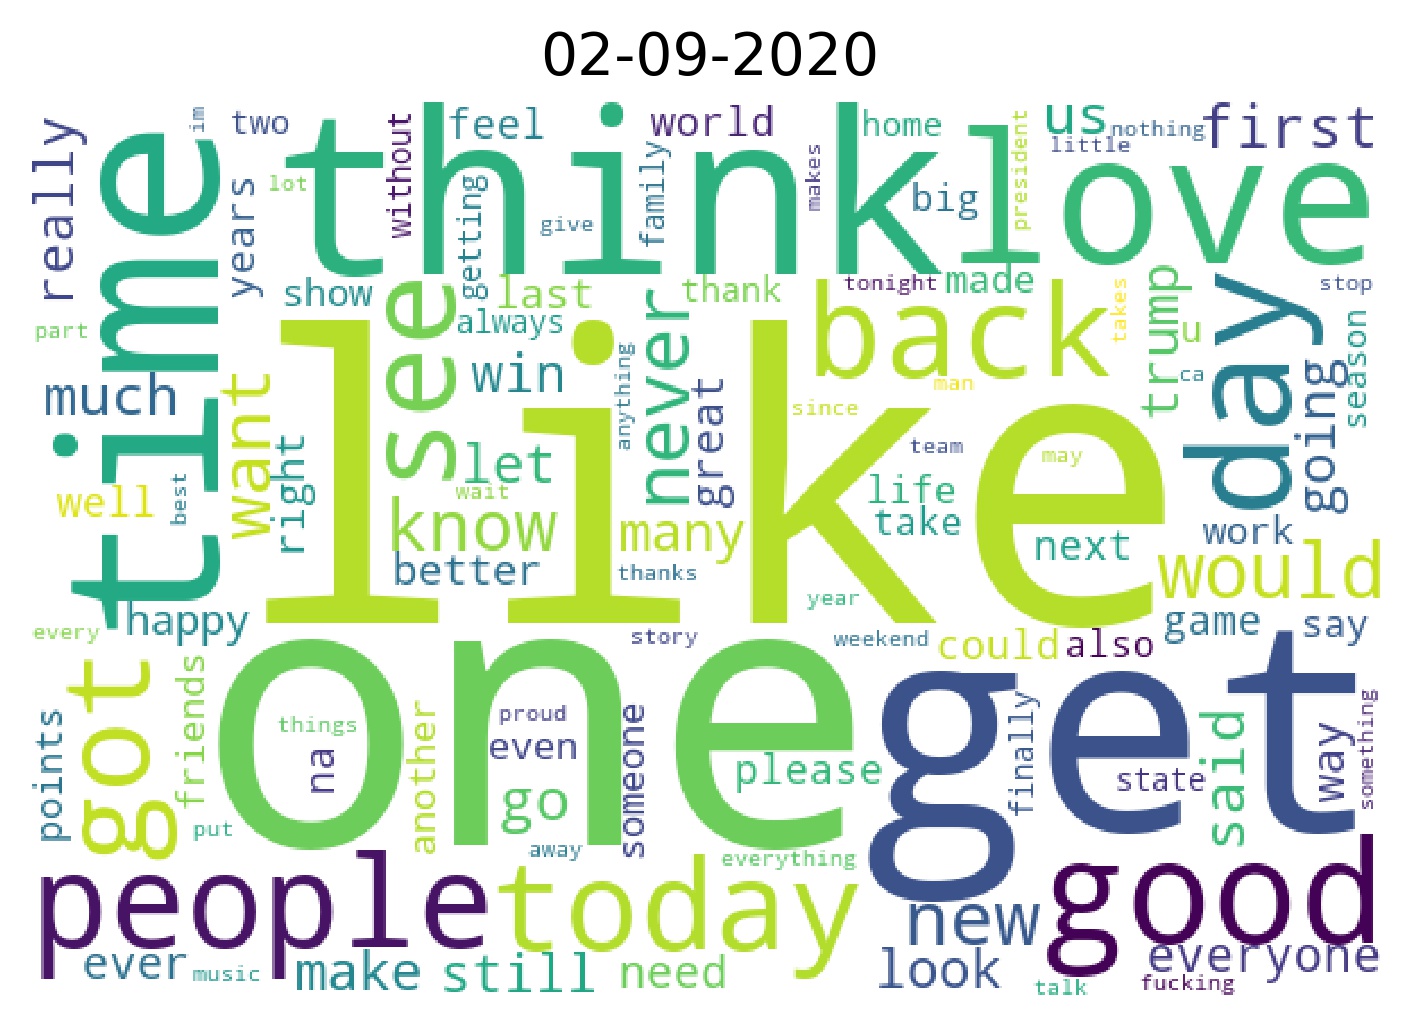 02-09-2020
really
im
two
without
feel
world
home
us
nothing
first
little
think
love
time
years
lot
getting
give
family
makes
big
president
show
last
thank
tonight
made
takes
trump
u
day
stop
part
see
always
win
anything
never
great
back
man
since
ca
going
season
much
want
right
let
wait
like
team
may
well
best
know
many
life
take
next
work
would
better
thanks
year
every
happy
story
weekend
could
also
game
say
got
friends
one
things
na
another
proud
even
go
someone
please
get
finally
state
said
way
something
points
put
away
everything
people
today
new
good
ever
music
make
still
need
look
everyone
talk
fucking